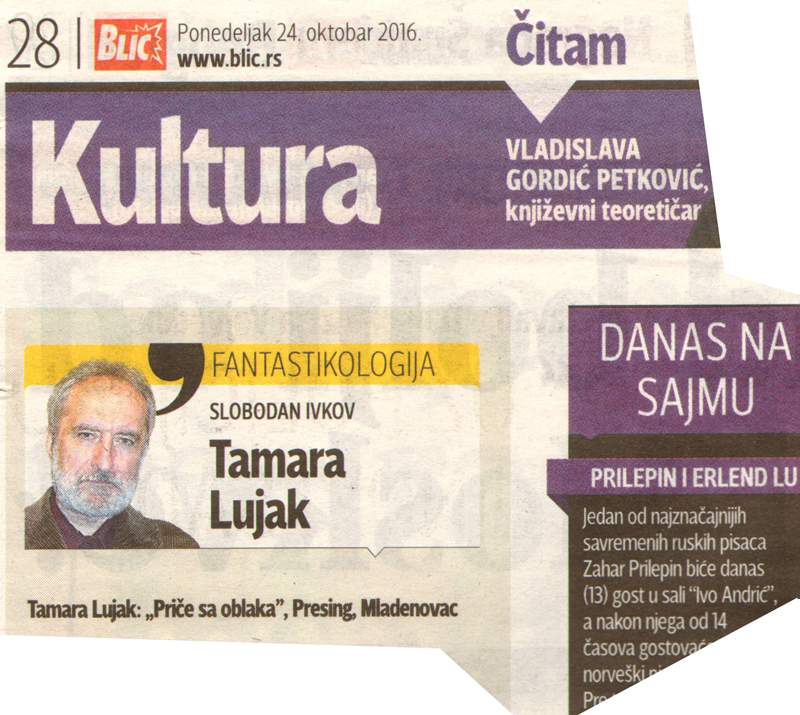 28 | BLIC Ponedeljak 24. oktobar 2016.
www.blic.rs
Čitam
Kultura
VLADISLAVA
GORDIĆ PETKOVIĆ,
književni teoretičar
FANTASTIKOLOGIJA
SLOBODAN IVKOV
Tamara
Lujak
Tamara Lujak: „Priče sa oblaka”, Presing, Mladenovac
DANAS NA
SAJMU
PRILEPIN I ERLEND LU
Jedan od najznačajnijih
savremenih ruskih pisaca
Zahar Prilepin biće danas
(13) gost u sali “Ivo Andrić”,
a nakon njega od 14
časova gostovać
norveški